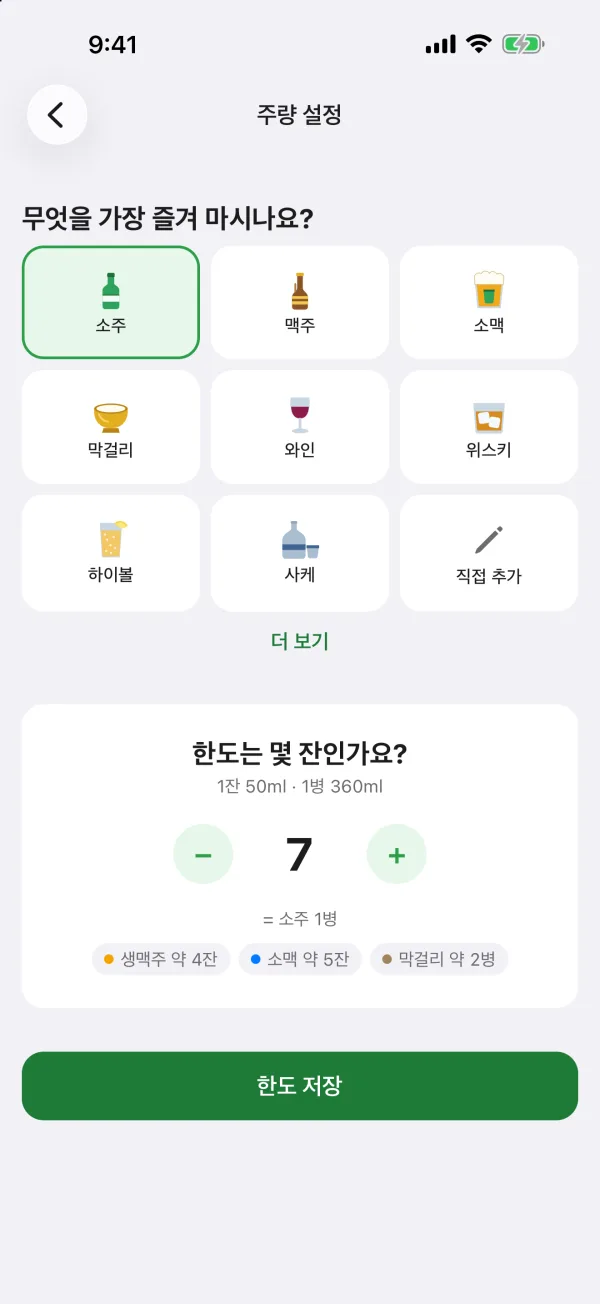 9:41
주량 설정
무엇을 가장 즐겨 마시나요?
소주 맥주 소맥
막걸리 와인 위스키
하이볼 사케 직접 추가
더 보기
한도는 몇 잔인가요?
1잔 50ml · 1병 360ml
− 7 +
= 소주 1병
생맥주 약 4잔 소맥 약 5잔 막걸리 약 2병
한도 저장